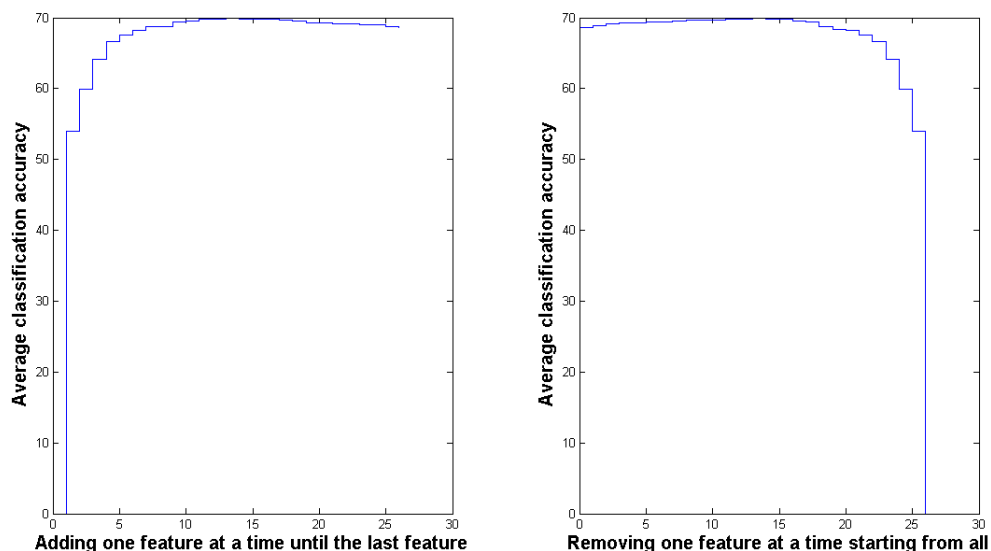 70
60
50
40
30
20
10
0
Average classification accuracy
0 5 10 15 20 25 30
Adding one feature at a time until the last feature
70
60
50
40
30
20
10
0
Average classification accuracy
0 5 10 15 20 25 30
Removing one feature at a time starting from all